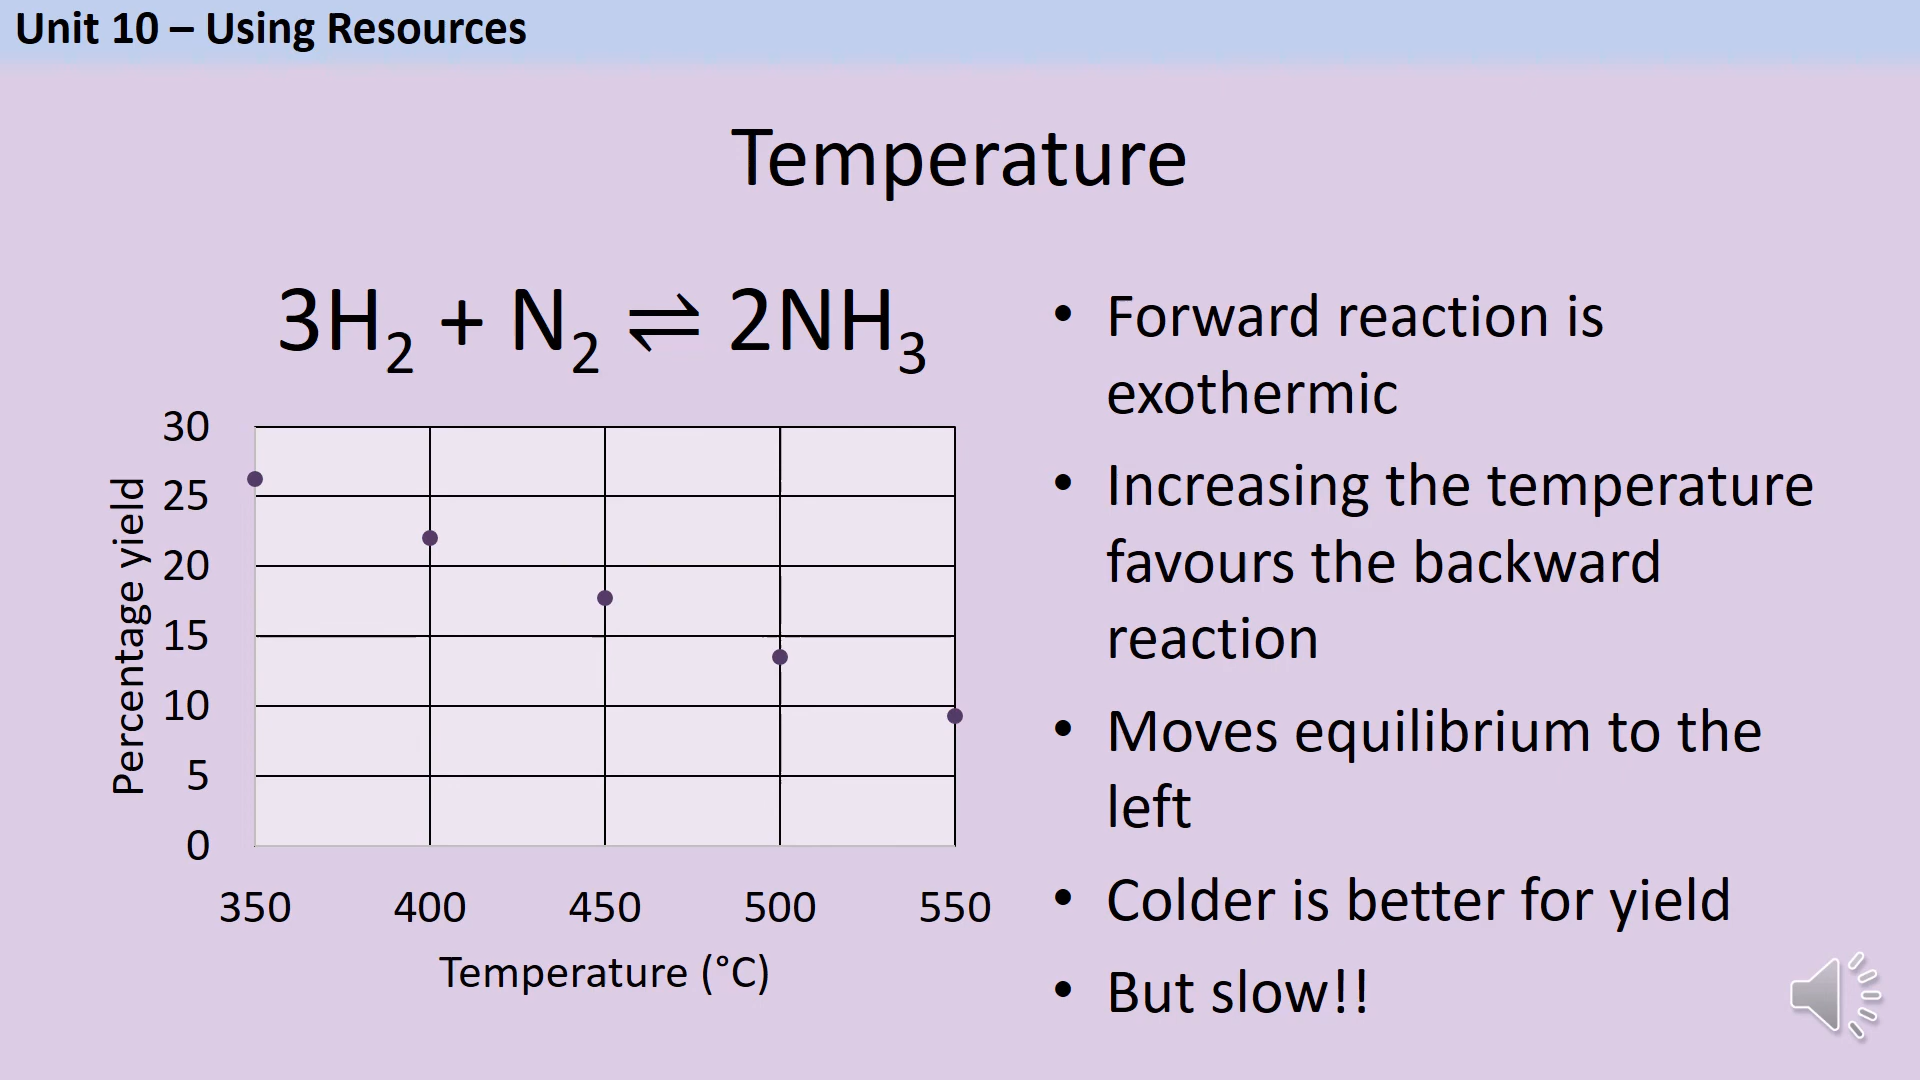 Unit 10 – Using Resources
Temperature
3H₂ + N₂ ⇌ 2NH₃
30
25
20
15
10
5
0
Percentage yield
350 400 450 500 550
Temperature (°C)
• Forward reaction is
exothermic
• Increasing the temperature
favours the backward
reaction
• Moves equilibrium to the
left
• Colder is better for yield
• But slow!!